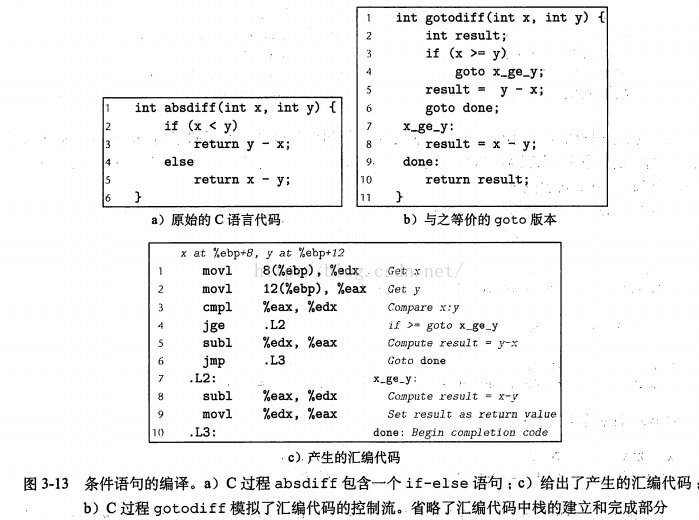 1 int absdiff(int x, int y) {
2 if (x < y)
3 return y - x;
4 else
5 return x - y;
6 }
a）原始的 C 语言代码
1 int gotodiff(int x, int y) {
2 int result;
3 if (x >= y)
4 goto x_ge_y;
5 result = y - x;
6 goto done;
7 x_ge_y:
8 result = x - y;
9 done:
10 return result;
11 }
b）与之等价的 goto 版本
x at %ebp+8, y at %ebp+12
1 movl 8(%ebp), %edx Get x
2 movl 12(%ebp), %eax Get y
3 cmpl %eax, %edx Compare x:y
4 jge .L2 if >= goto x_ge_y
5 subl %edx, %eax Compute result = y-x
6 jmp .L3 Goto done
7 .L2: x_ge_y:
8 subl %eax, %edx Compute result = x-y
9 movl %edx, %eax Set result as return value
10 .L3: done: Begin completion code
http://blog.csdn.net/
c）产生的汇编代码
图 3-13 条件语句的编译。a）C 过程 absdiff 包含一个 if-else 语句；c）给出了产生的汇编代码；
b）C 过程 gotodiff 模拟了汇编代码的控制流。省略了汇编代码中栈的建立和完成部分